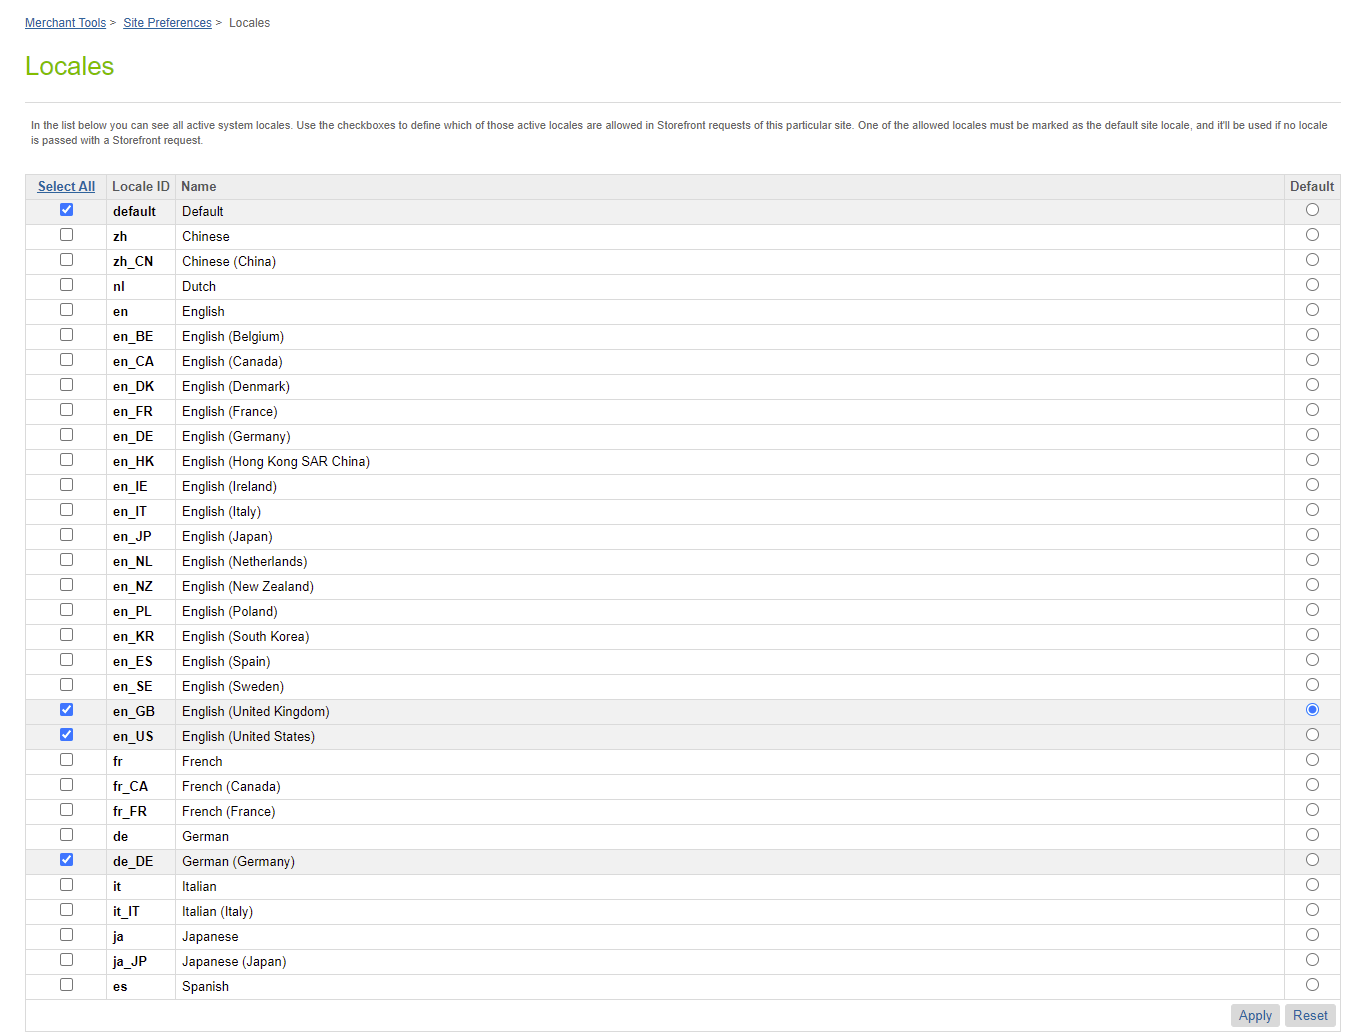 Merchant Tools > Site Preferences > Locales
Locales
In the list below you can see all active system locales. Use the checkboxes to define which of those active locales are allowed in Storefront requests of this particular site. One of the allowed locales must be marked as the default site locale, and it'll be used if no locale
is passed with a Storefront request.
Select All Locale ID Name Default
default Default
zh Chinese
zh_CN Chinese (China)
nl Dutch
en English
en_BE English (Belgium)
en_CA English (Canada)
en_DK English (Denmark)
en_FR English (France)
en_DE English (Germany)
en_HK English (Hong Kong SAR China)
en_IE English (Ireland)
en_IT English (Italy)
en_JP English (Japan)
en_NL English (Netherlands)
en_NZ English (New Zealand)
en_PL English (Poland)
en_KR English (South Korea)
en_ES English (Spain)
en_SE English (Sweden)
en_GB English (United Kingdom)
en_US English (United States)
fr French
fr_CA French (Canada)
fr_FR French (France)
de German
de_DE German (Germany)
it Italian
it_IT Italian (Italy)
ja Japanese
ja_JP Japanese (Japan)
es Spanish
Apply Reset